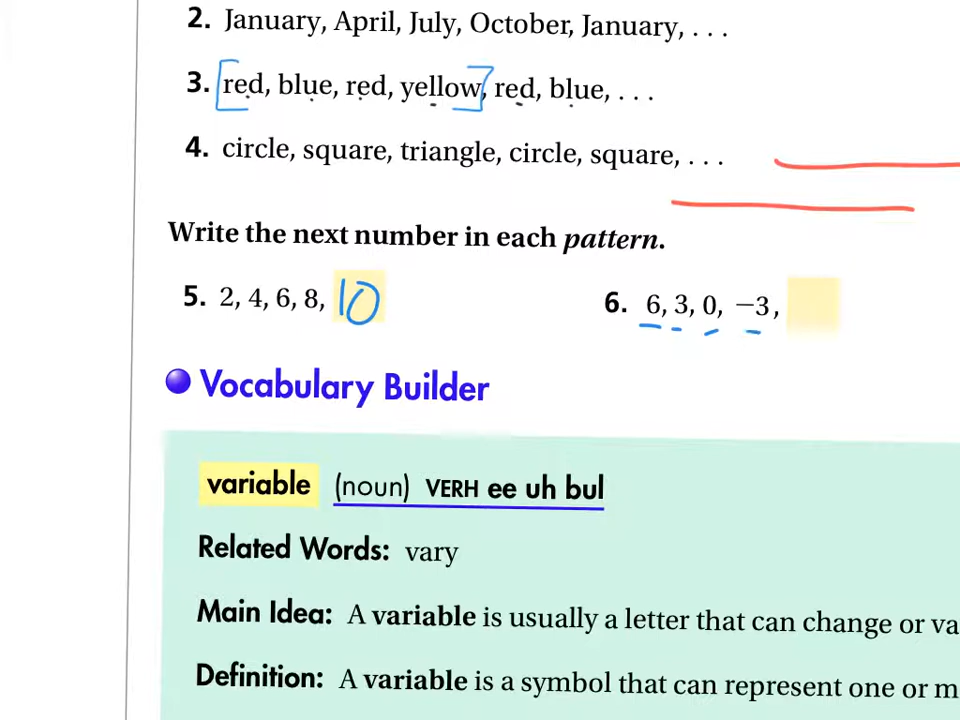 2. January, April, July, October, January, . . .
3. red, blue, red, yellow, red, blue, . . .
4. circle, square, triangle, circle, square, . . .
Write the next number in each pattern.
5. 2, 4, 6, 8, 10
6. 6, 3, 0, −3,
Vocabulary Builder
variable (noun) VERH ee uh bul
Related Words: vary
Main Idea: A variable is usually a letter that can change or va
Definition: A variable is a symbol that can represent one or m